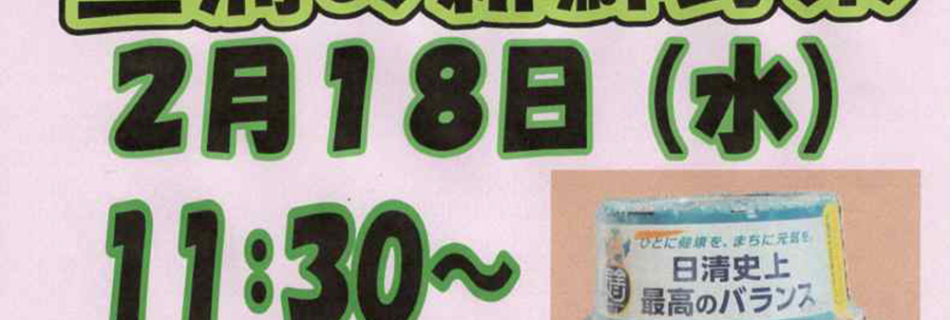 2月18日(水)
11:30~
ひとに健康を、まちに元気を。
日清史上
最高のバランス